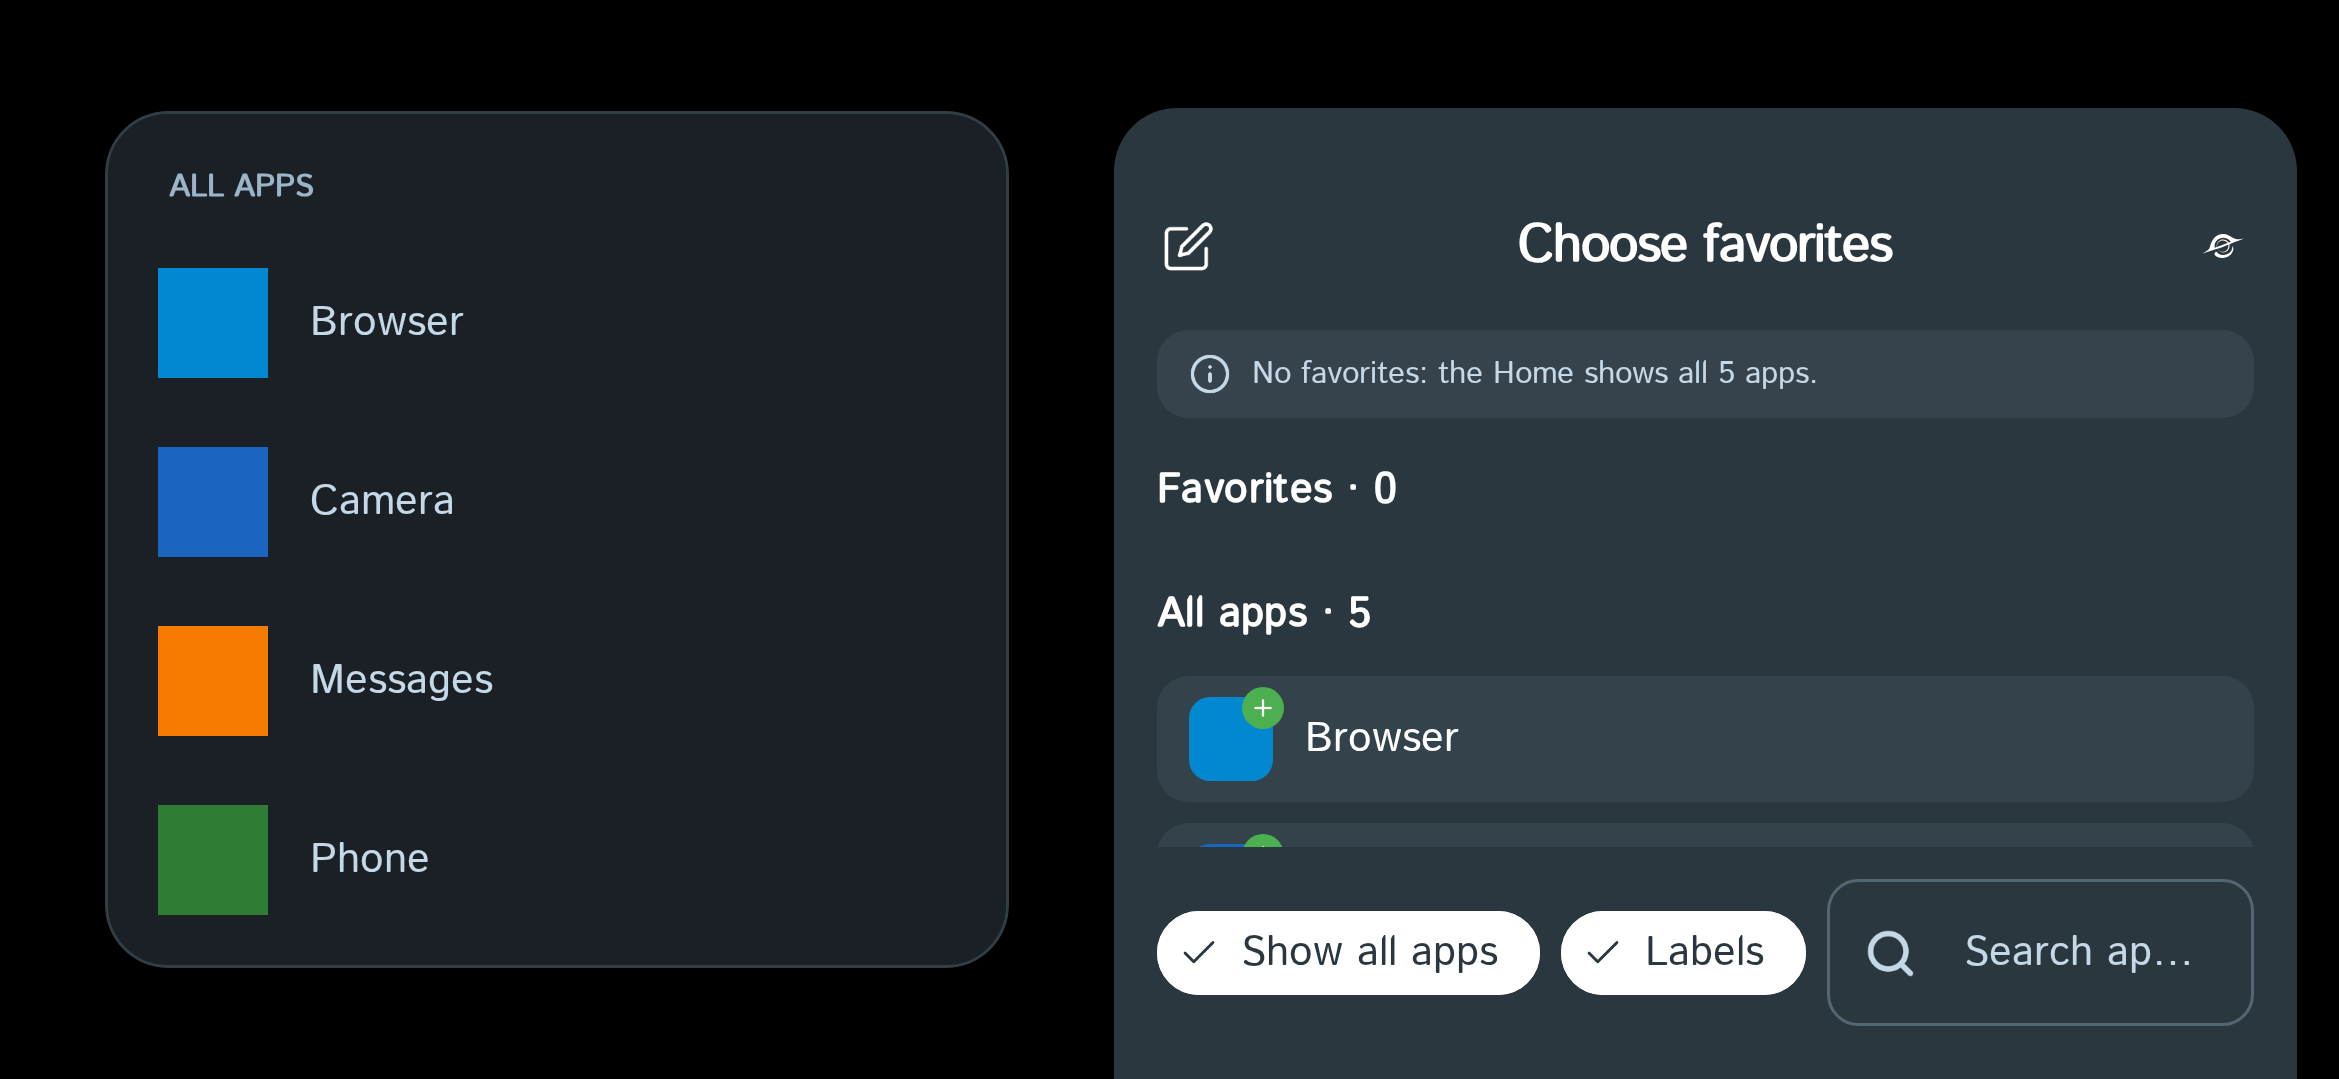 ALL APPS
Browser
Camera
Messages
Phone
Choose favorites
No favorites: the Home shows all 5 apps.
Favorites · 0
All apps · 5
Browser
Show all apps
Labels
Search ap...